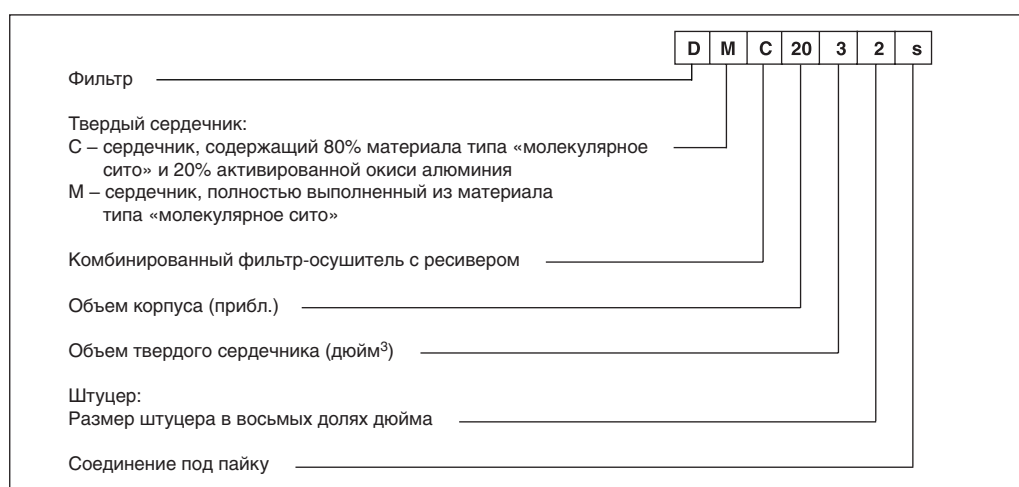 D M C 20 3 2 s
Фильтр
Твердый сердечник:
C – сердечник, содержащий 80% материала типа «молекулярное
сито» и 20% активированной окиси алюминия
M – сердечник, полностью выполненный из материала
типа «молекулярное сито»
Комбинированный фильтр-осушитель с ресивером
Объем корпуса (прибл.)
Объем твердого сердечника (дюйм³)
Штуцер:
Размер штуцера в восьмых долях дюйма
Соединение под пайку